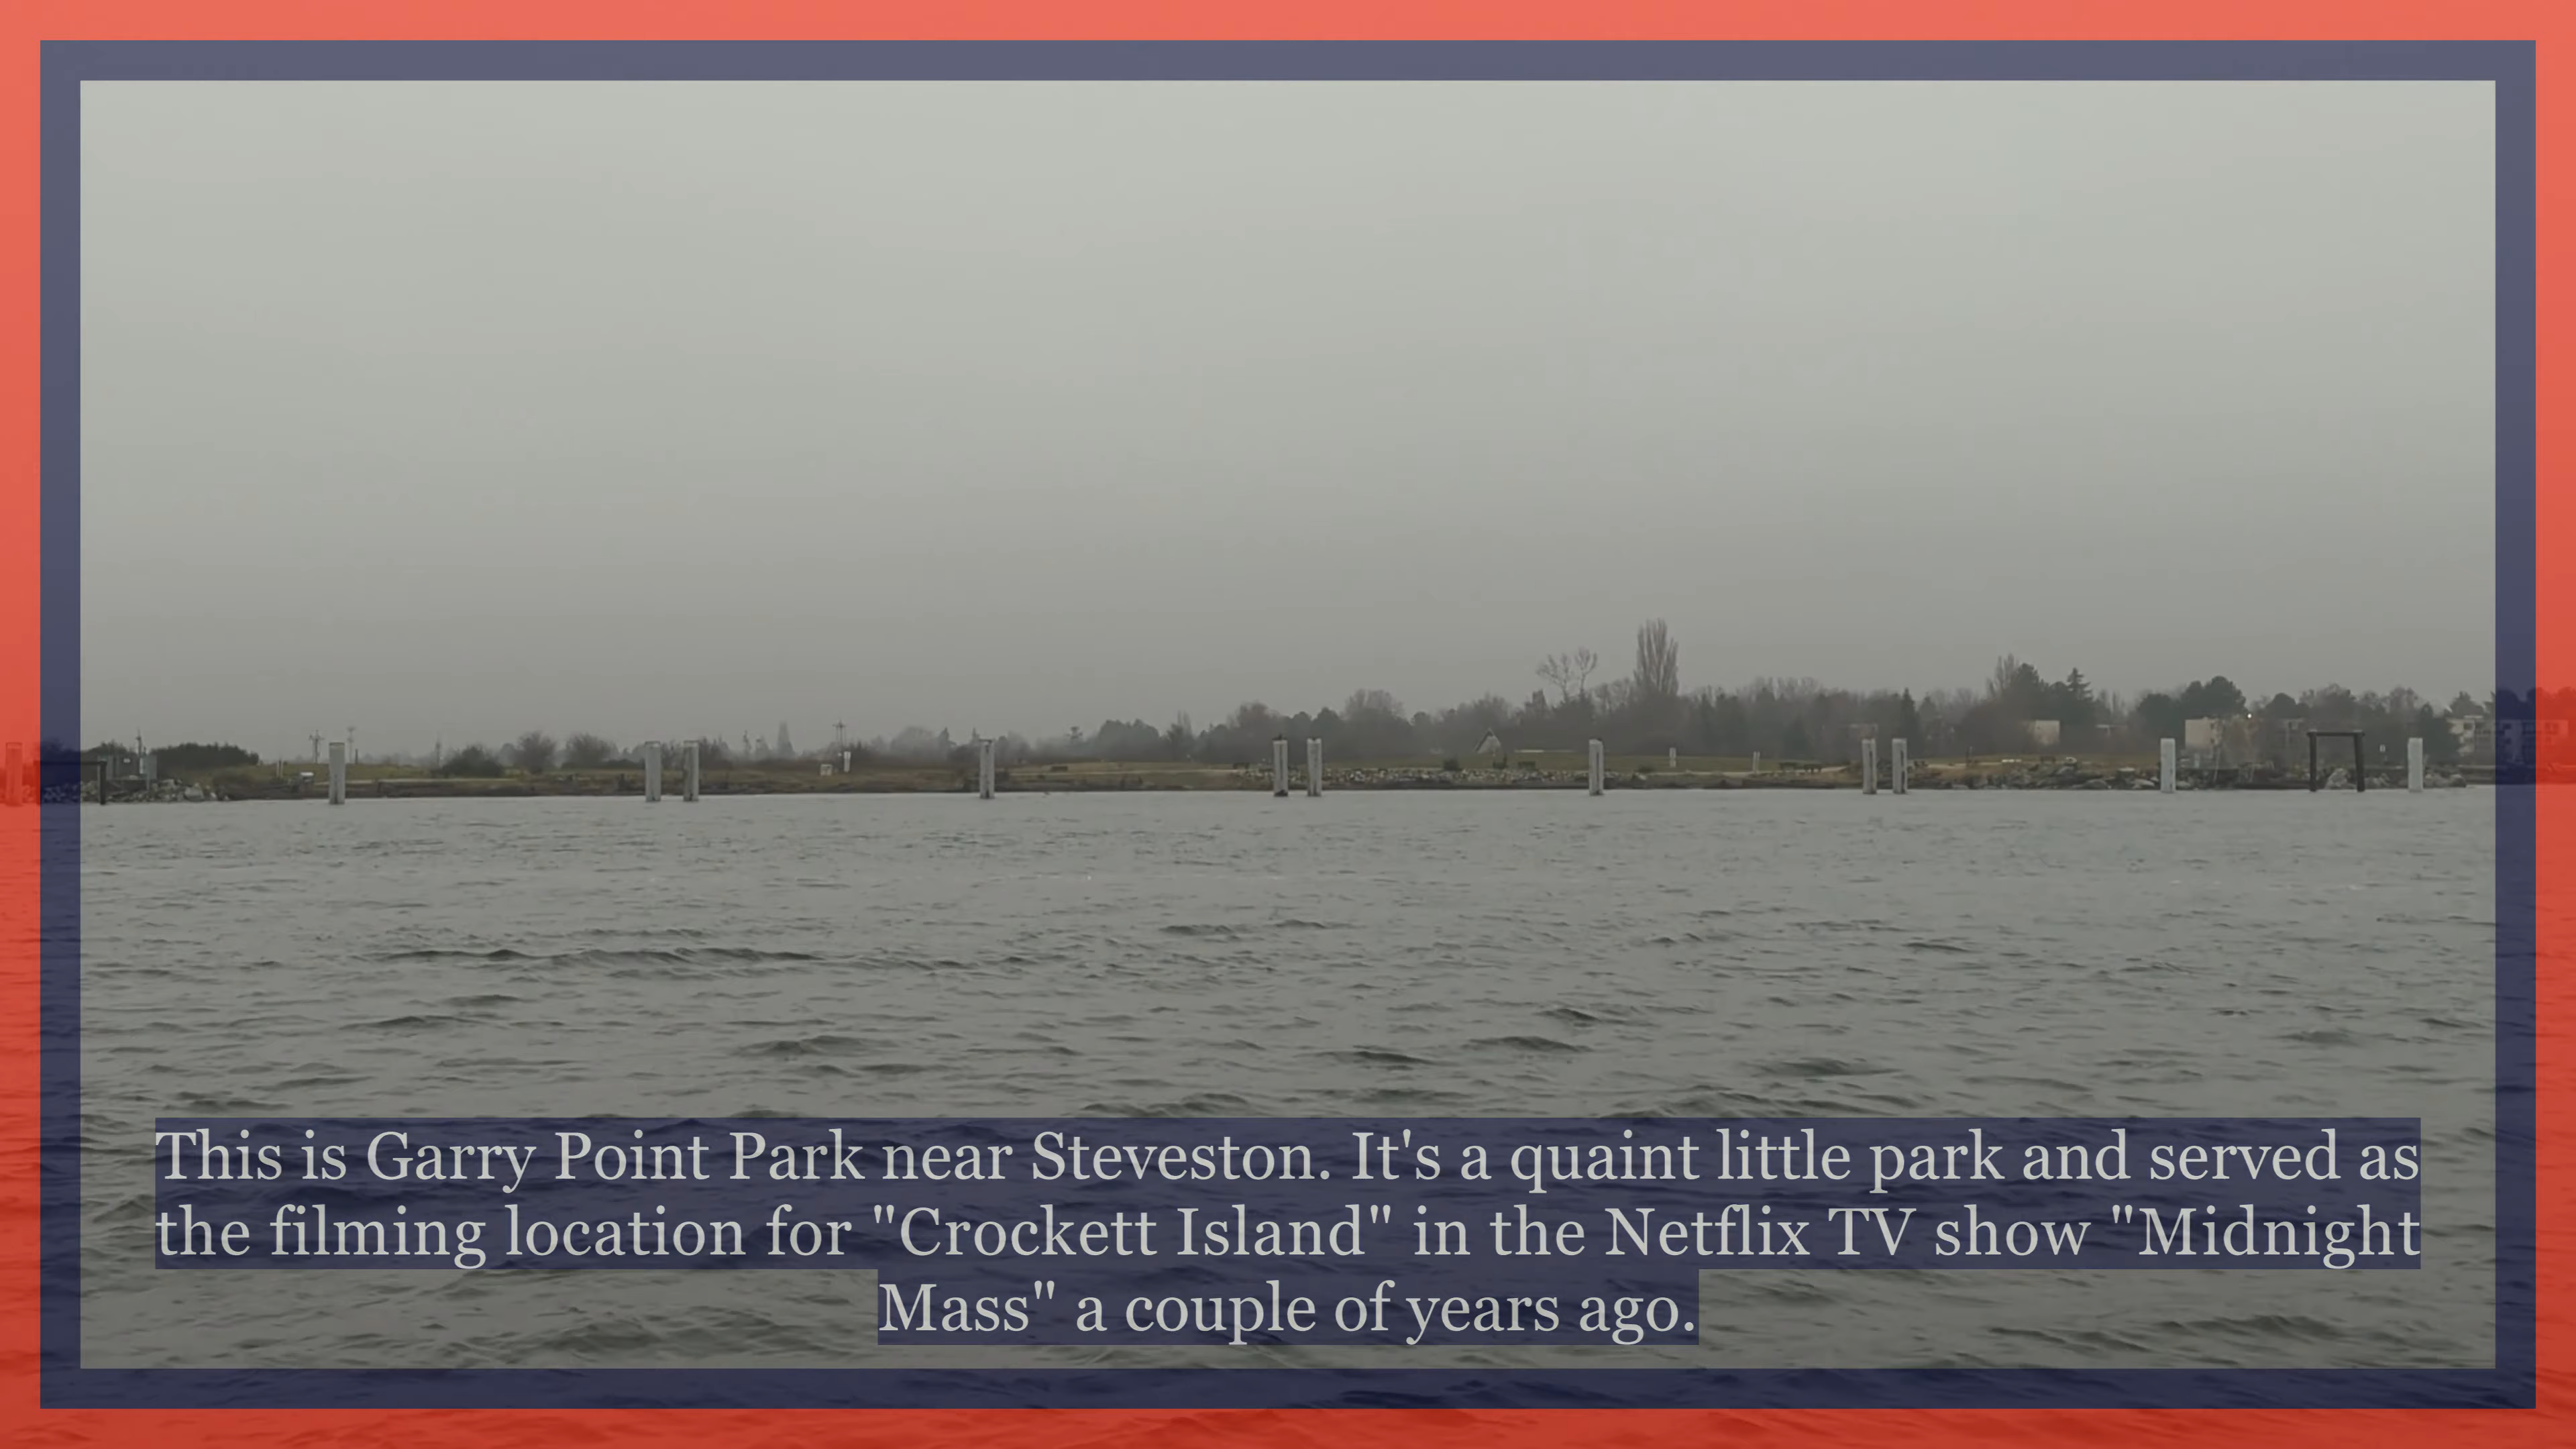 This is Garry Point Park near Steveston. It's a quaint little park and served as
the filming location for "Crockett Island" in the Netflix TV show "Midnight
Mass" a couple of years ago.